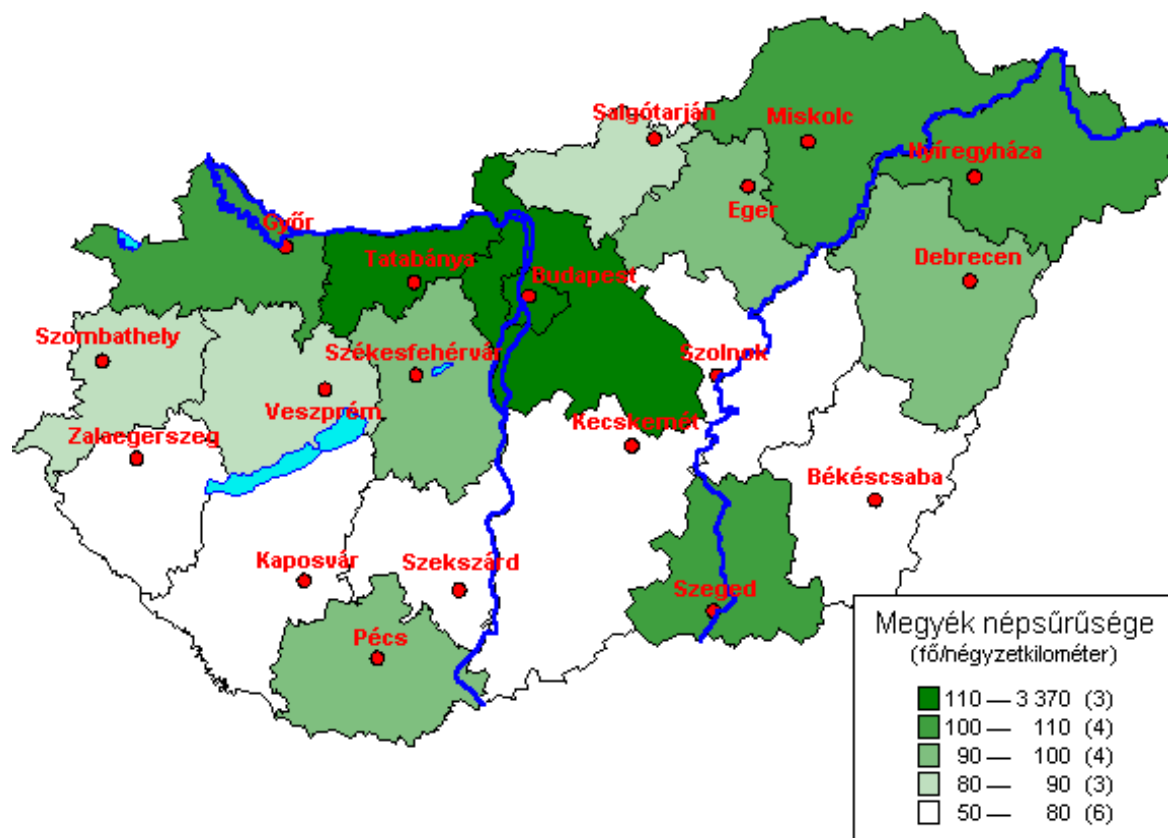 Salgótarján
Miskolc
Nyíregyháza
Eger
Győr
Tatabánya
Budapest
Debrecen
Szombathely
Székesfehérvár
Szolnok
Veszprém
Kecskemét
Zalaegerszeg
Békéscsaba
Kaposvár
Szekszárd
Szeged
Pécs
Megyék népsűrűsége
(fő/négyzetkilométer)
110 — 3 370 (3)
100 — 110 (4)
90 — 100 (4)
80 — 90 (3)
50 — 80 (6)